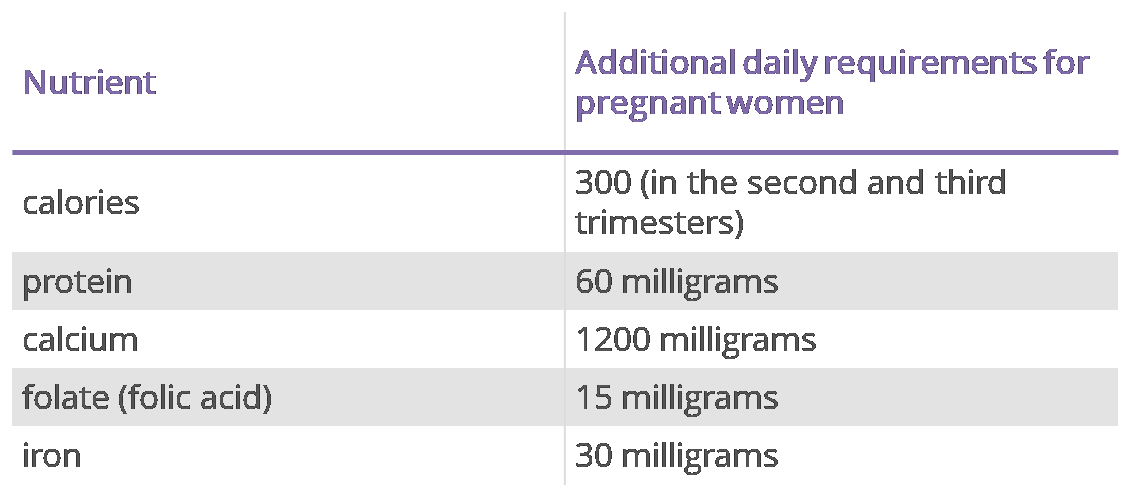 Nutrient
Additional daily requirements for
pregnant women
calories
300 (in the second and third
trimesters)
protein
60 milligrams
calcium
1200 milligrams
folate (folic acid)
15 milligrams
iron
30 milligrams